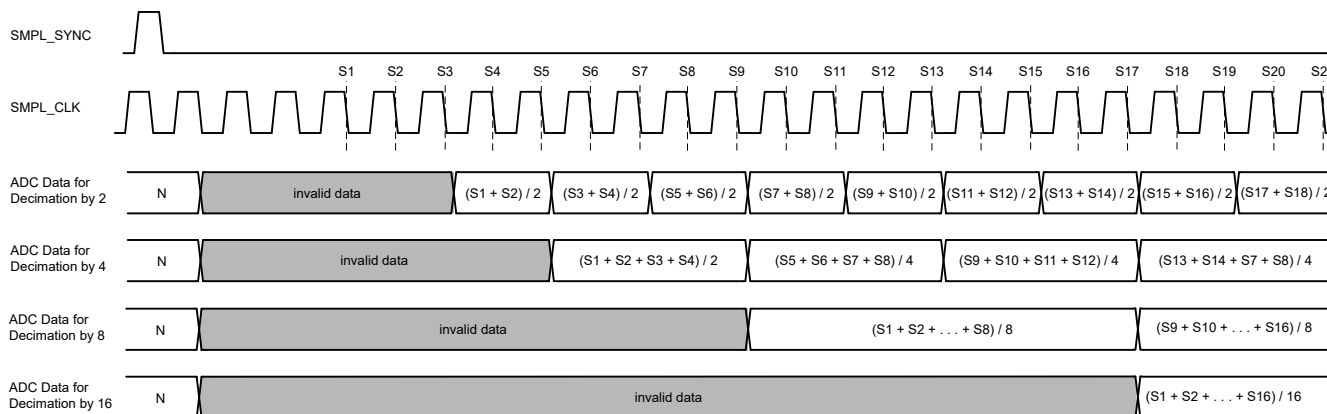 SMPL_SYNC
S1 S2 S3 S4 S5 S6 S7 S8 S9 S10 S11 S12 S13 S14 S15 S16 S17 S18 S19 S20 S2
SMPL_CLK
ADC Data for
Decimation by 2
N invalid data (S1 + S2) / 2 (S3 + S4) / 2 (S5 + S6) / 2 (S7 + S8) / 2 (S9 + S10) / 2 (S11 + S12) / 2 (S13 + S14) / 2 (S15 + S16) / 2 (S17 + S18) / 2
ADC Data for
Decimation by 4
N invalid data (S1 + S2 + S3 + S4) / 2 (S5 + S6 + S7 + S8) / 4 (S9 + S10 + S11 + S12) / 4 (S13 + S14 + S7 + S8) / 4
ADC Data for
Decimation by 8
N invalid data (S1 + S2 + . . . + S8) / 8 (S9 + S10 + . . . + S16) / 8
ADC Data for
Decimation by 16
N invalid data (S1 + S2 + . . . + S16) / 16